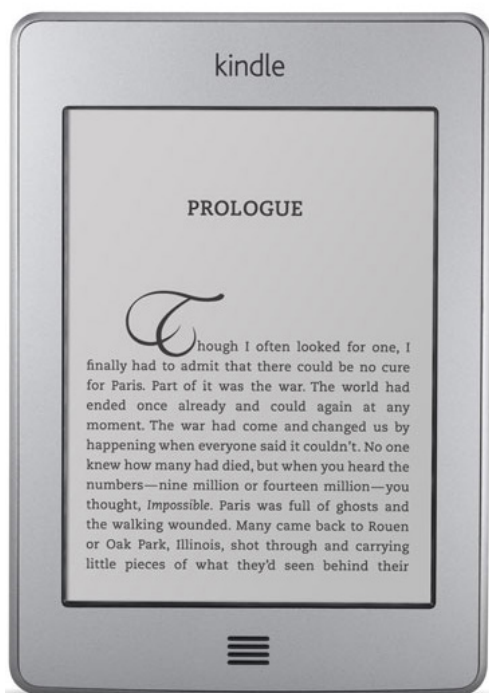 kindle
PROLOGUE
Though I often looked for one, I
finally had to admit that there could be no cure
for Paris. Part of it was the war. The world had
ended once already and could again at any
moment. The war had come and changed us by
happening when everyone said it couldn't. No one
knew how many had died, but when you heard the
numbers—nine million or fourteen million—you
thought, Impossible. Paris was full of ghosts and
the walking wounded. Many came back to Rouen
or Oak Park, Illinois, shot through and carrying
little pieces of what they'd seen behind their